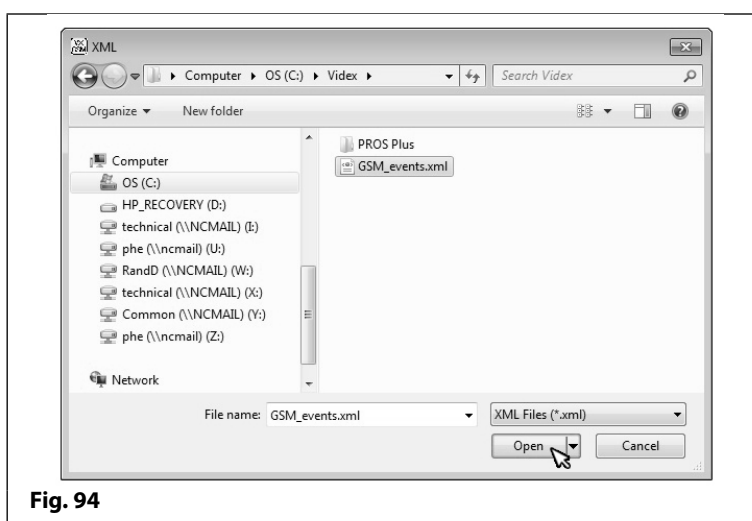 XML
Computer ▸ OS (C:) ▸ Videx ▸
Search Videx
Organize ▾ New folder
Computer
OS (C:)
HP_RECOVERY (D:)
technical (\\NCMAIL) (I:)
phe (\\ncmail) (U:)
RandD (\\NCMAIL) (W:)
technical (\\NCMAIL) (X:)
Common (\\NCMAIL) (Y:)
phe (\\ncmail) (Z:)
Network
PROS Plus
GSM_events.xml
File name: GSM_events.xml
XML Files (*.xml)
Open Cancel
Fig. 94